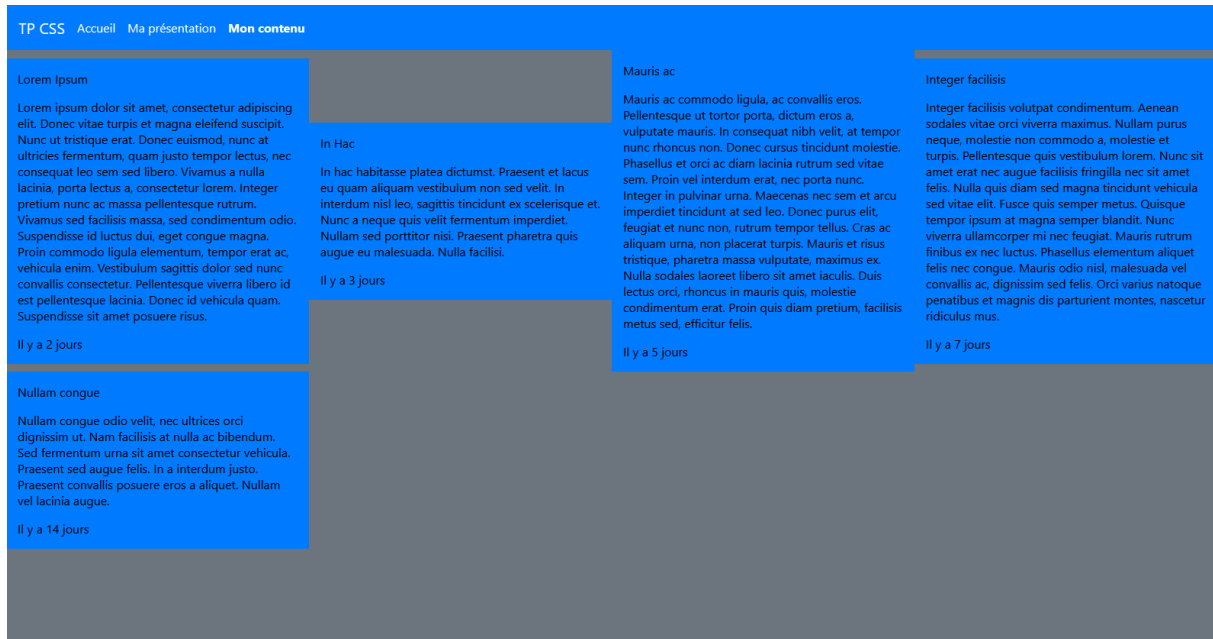 TP CSS Accueil Ma présentation Mon contenu
Lorem Ipsum
Lorem ipsum dolor sit amet, consectetur adipiscing
elit. Donec vitae turpis et magna eleifend suscipit.
Nunc ut tristique erat. Donec euismod, nunc at
ultricies fermentum, quam justo tempor lectus, nec
consequat leo sem sed libero. Vivamus a nulla
lacinia, porta lectus a, consectetur lorem. Integer
pretium nunc ac massa pellentesque rutrum.
Vivamus sed facilisis massa, sed condimentum odio.
Suspendisse id luctus dui, eget congue magna.
Proin commodo ligula elementum, tempor erat ac,
vehicula enim. Vestibulum sagittis dolor sed nunc
convallis consectetur. Pellentesque viverra libero id
est pellentesque lacinia. Donec id vehicula quam.
Suspendisse sit amet posuere risus.
Il y a 2 jours
In Hac
In hac habitasse platea dictumst. Praesent et lacus
eu quam aliquam vestibulum non sed velit. In
interdum nisl leo, sagittis tincidunt ex scelerisque et.
Nunc a neque quis velit fermentum imperdiet.
Nullam sed porttitor nisi. Praesent pharetra quis
augue eu malesuada. Nulla facilisi.
Il y a 3 jours
Mauris ac
Mauris ac commodo ligula, ac convallis eros.
Pellentesque ut tortor porta, dictum eros a,
vulputate mauris. In consequat nibh velit, at tempor
nunc rhoncus non. Donec cursus tincidunt molestie.
Phasellus et orci ac diam lacinia rutrum sed vitae
sem. Proin vel interdum erat, nec porta nunc.
Integer in pulvinar urna. Maecenas nec sem et arcu
imperdiet tincidunt at sed leo. Donec purus elit,
feugiat et nunc non, rutrum tempor tellus. Cras ac
aliquam urna, non placerat turpis. Mauris et risus
tristique, pharetra massa vulputate, maximus ex.
Nulla sodales laoreet libero sit amet iaculis. Duis
lectus orci, rhoncus in mauris quis, molestie
condimentum erat. Proin quis diam pretium, facilisis
metus sed, efficitur felis.
Il y a 5 jours
Integer facilisis
Integer facilisis volutpat condimentum. Aenean
sodales vitae orci viverra maximus. Nullam purus
neque, molestie non commodo a, molestie et
turpis. Pellentesque quis vestibulum lorem. Nunc sit
amet erat nec augue facilisis fringilla nec sit amet
felis. Nulla quis diam sed magna tincidunt vehicula
sed vitae elit. Fusce quis semper metus. Quisque
tempor ipsum at magna semper blandit. Nunc
viverra ullamcorper mi nec feugiat. Mauris rutrum
finibus ex nec luctus. Phasellus elementum aliquet
felis nec congue. Mauris odio nisl, malesuada vel
convallis ac, dignissim sed felis. Orci varius natoque
penatibus et magnis dis parturient montes, nascetur
ridiculus mus.
Il y a 7 jours
Nullam congue
Nullam congue odio velit, nec ultrices orci
dignissim ut. Nam facilisis at nulla ac bibendum.
Sed fermentum urna sit amet consectetur vehicula.
Praesent sed augue felis. In a interdum justo.
Praesent convallis posuere eros a aliquet. Nullam
vel lacinia augue.
Il y a 14 jours